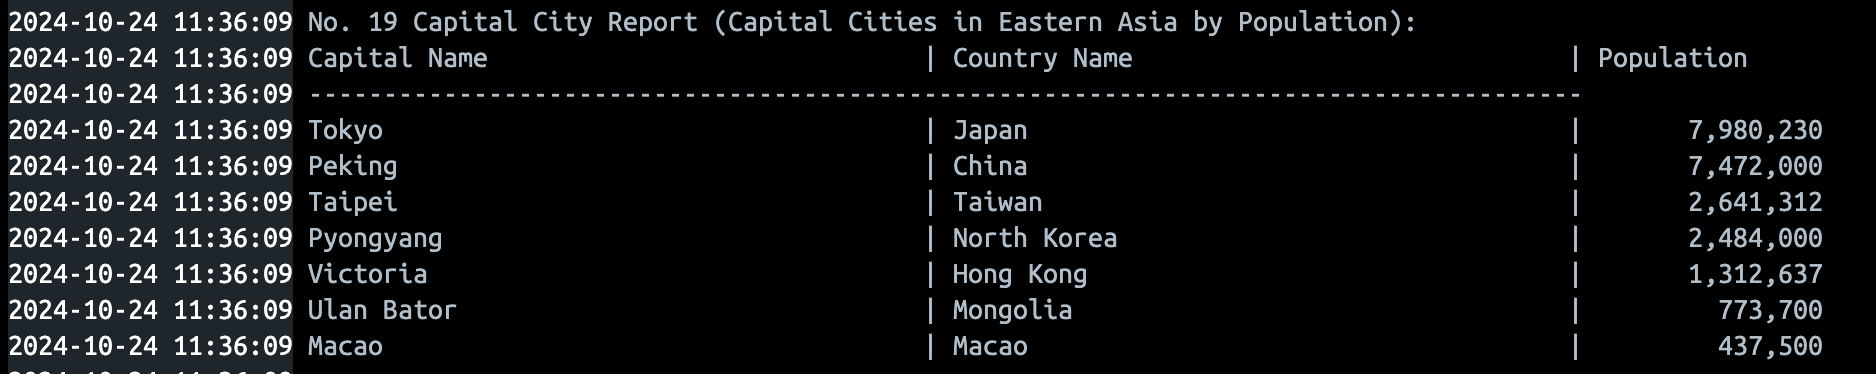 2024-10-24 11:36:09 No. 19 Capital City Report (Capital Cities in Eastern Asia by Population):
2024-10-24 11:36:09 Capital Name | Country Name | Population
2024-10-24 11:36:09 -------------------------------------------------------------------------------------
2024-10-24 11:36:09 Tokyo | Japan | 7,980,230
2024-10-24 11:36:09 Peking | China | 7,472,000
2024-10-24 11:36:09 Taipei | Taiwan | 2,641,312
2024-10-24 11:36:09 Pyongyang | North Korea | 2,484,000
2024-10-24 11:36:09 Victoria | Hong Kong | 1,312,637
2024-10-24 11:36:09 Ulan Bator | Mongolia | 773,700
2024-10-24 11:36:09 Macao | Macao | 437,500